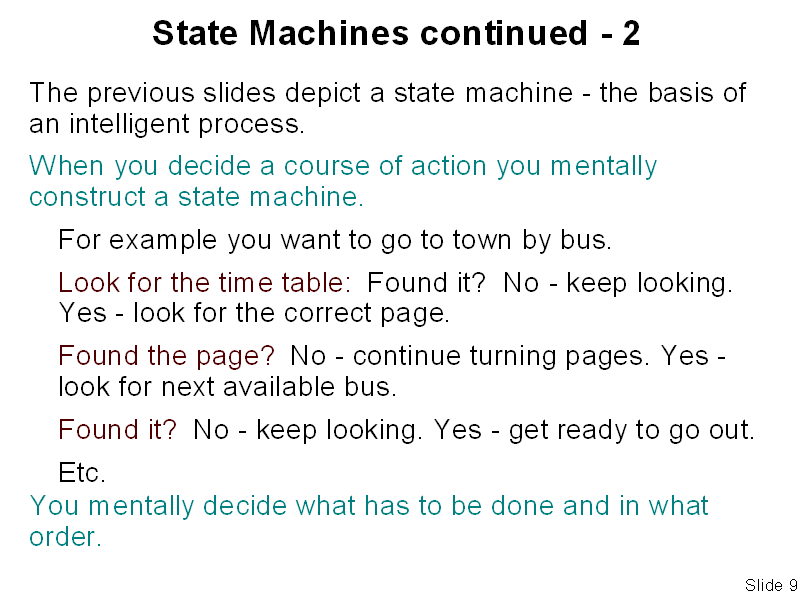 State Machines continued - 2
The previous slides depict a state machine - the basis of
an intelligent process.
When you decide a course of action you mentally
construct a state machine.
For example you want to go to town by bus.
Look for the time table: Found it? No - keep looking.
Yes - look for the correct page.
Found the page? No - continue turning pages. Yes -
look for next available bus.
Found it? No - keep looking. Yes - get ready to go out.
Etc.
You mentally decide what has to be done and in what
order.
Slide 9